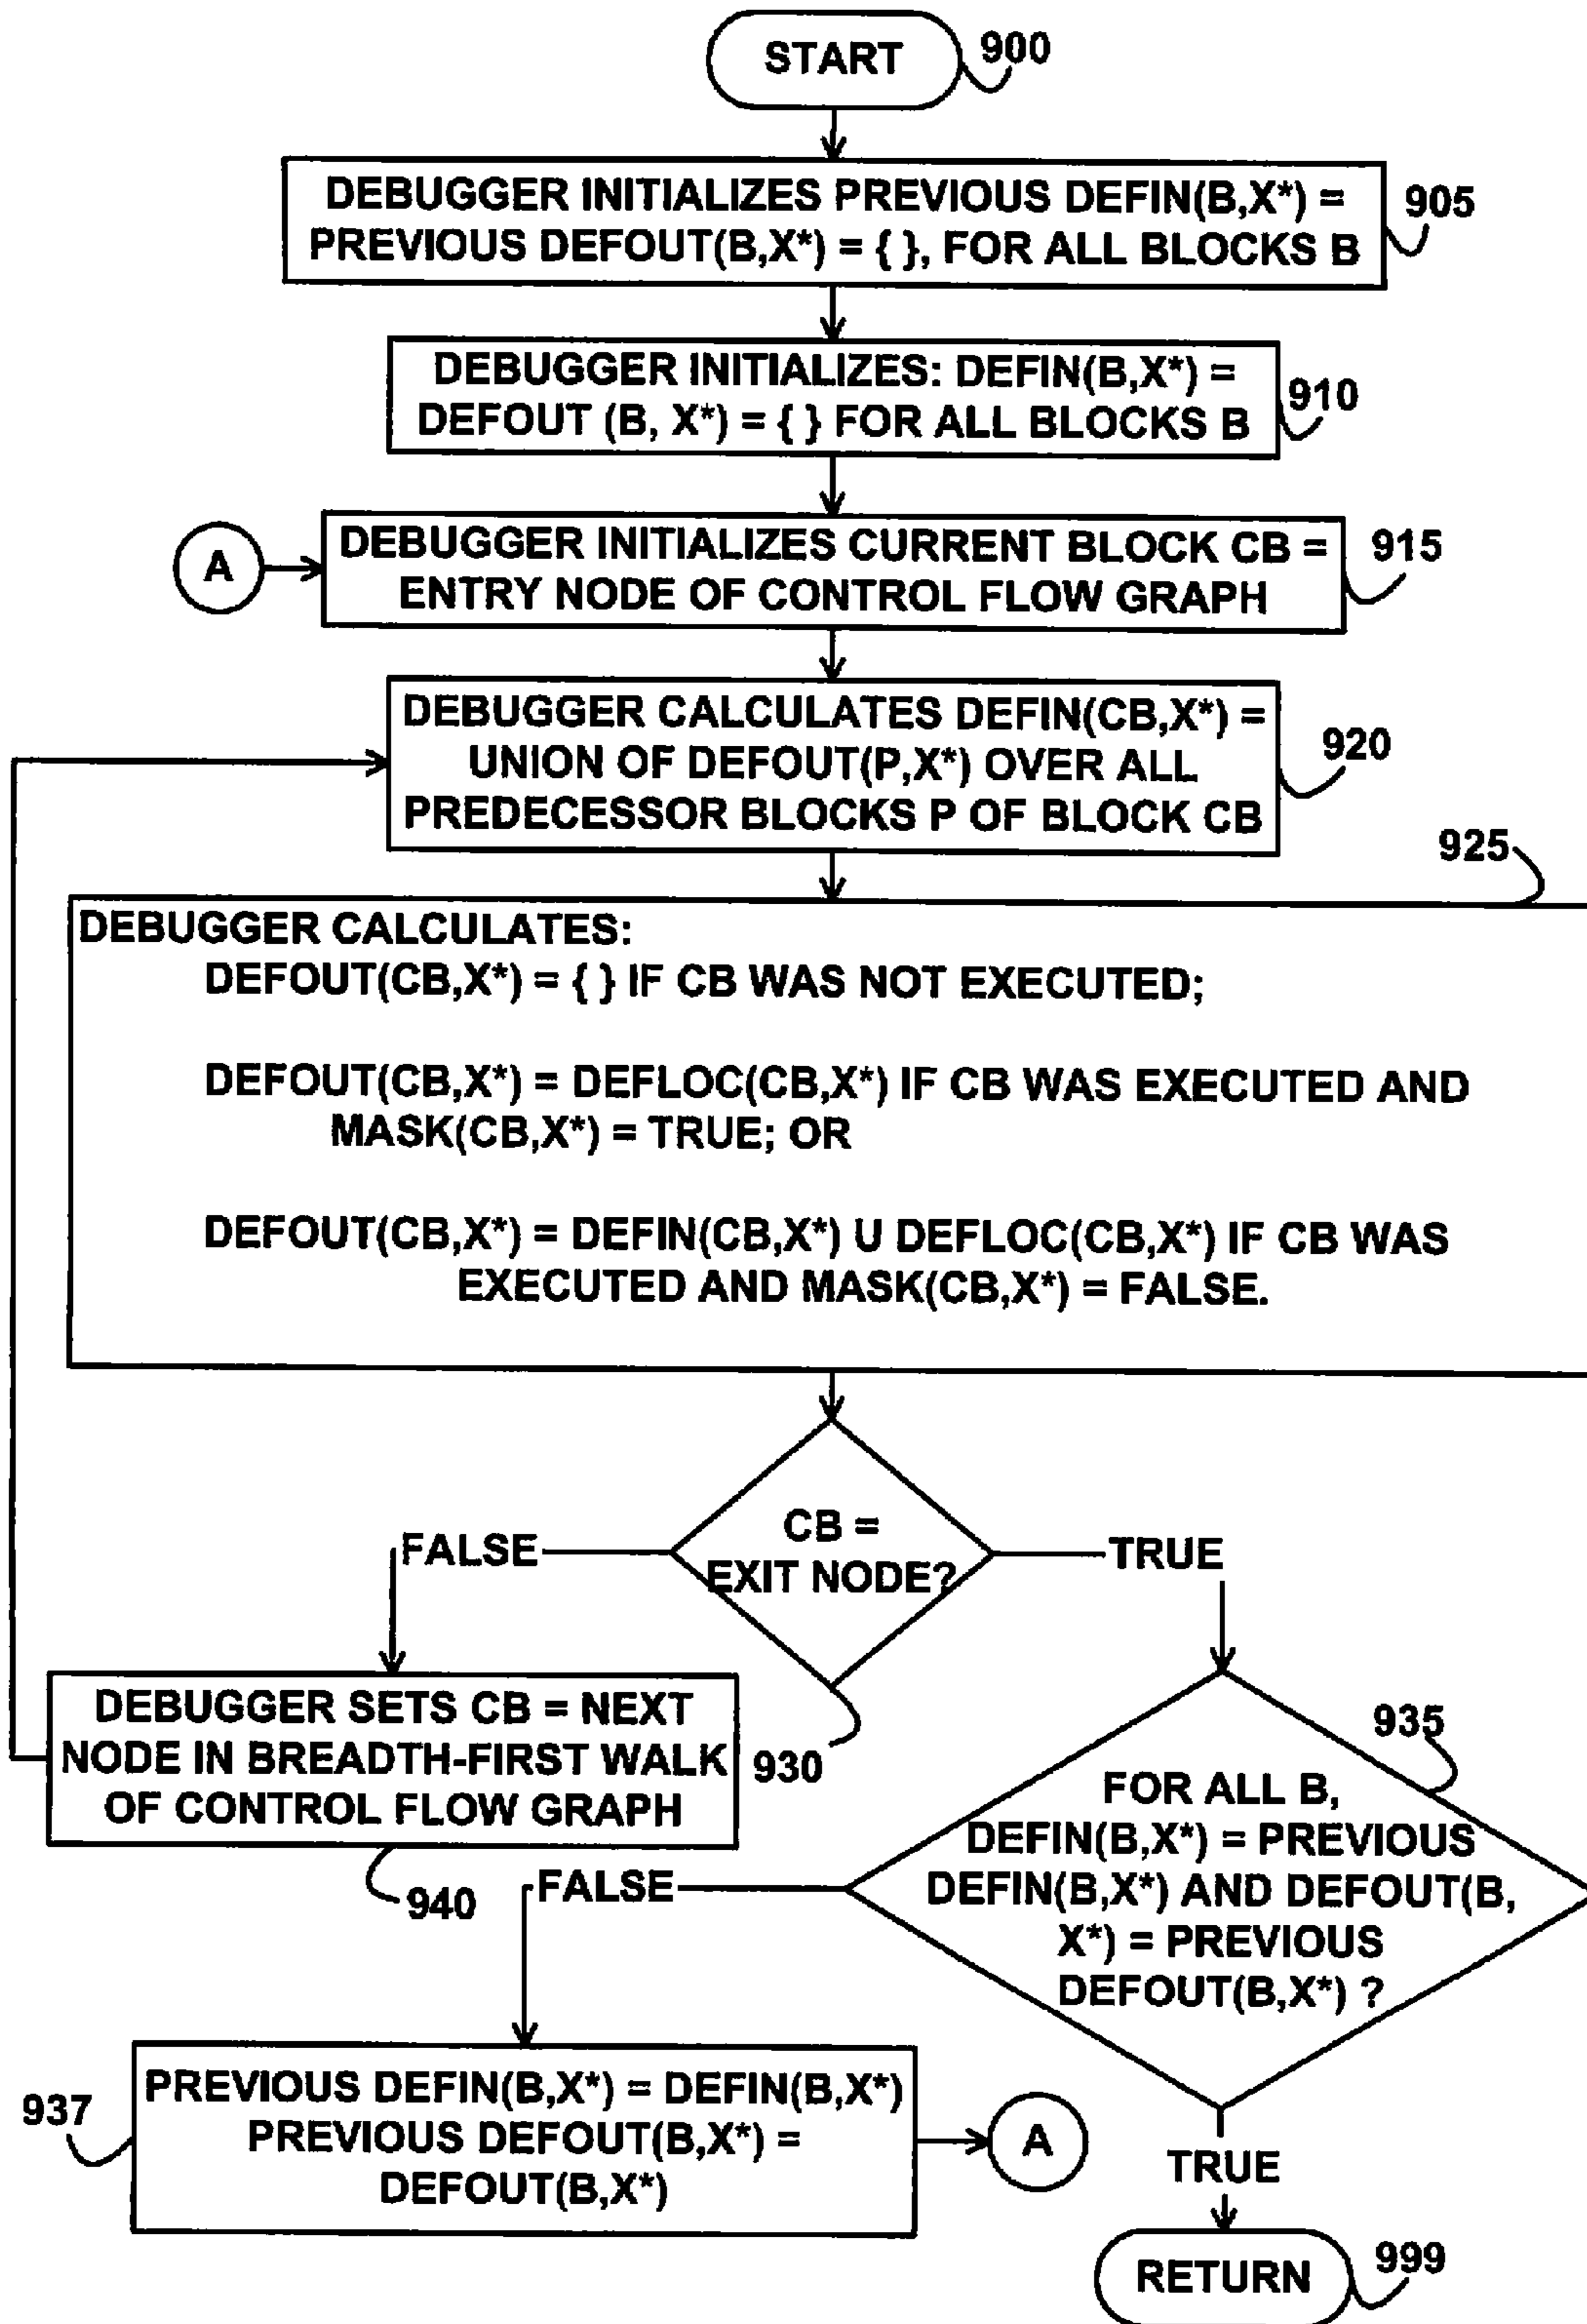 START
900
DEBUGGER INITIALIZES PREVIOUS DEFIN(B,X*) =
PREVIOUS DEFOUT(B,X*) = { }, FOR ALL BLOCKS B
905
DEBUGGER INITIALIZES: DEFIN(B,X*) =
DEFOUT (B, X*) = { } FOR ALL BLOCKS B
910
A
DEBUGGER INITIALIZES CURRENT BLOCK CB =
ENTRY NODE OF CONTROL FLOW GRAPH
915
DEBUGGER CALCULATES DEFIN(CB,X*) =
UNION OF DEFOUT(P,X*) OVER ALL
PREDECESSOR BLOCKS P OF BLOCK CB
920
925
DEBUGGER CALCULATES:
DEFOUT(CB,X*) = { } IF CB WAS NOT EXECUTED;
DEFOUT(CB,X*) = DEFLOC(CB,X*) IF CB WAS EXECUTED AND
MASK(CB,X*) = TRUE; OR
DEFOUT(CB,X*) = DEFIN(CB,X*) U DEFLOC(CB,X*) IF CB WAS
EXECUTED AND MASK(CB,X*) = FALSE.
CB =
EXIT NODE?
FALSE
TRUE
930
DEBUGGER SETS CB = NEXT
NODE IN BREADTH-FIRST WALK
OF CONTROL FLOW GRAPH
940
935
FOR ALL B,
DEFIN(B,X*) = PREVIOUS
DEFIN(B,X*) AND DEFOUT(B,
X*) = PREVIOUS
DEFOUT(B,X*) ?
FALSE
937
PREVIOUS DEFIN(B,X*) = DEFIN(B,X*)
PREVIOUS DEFOUT(B,X*) =
DEFOUT(B,X*)
A
TRUE
RETURN
999